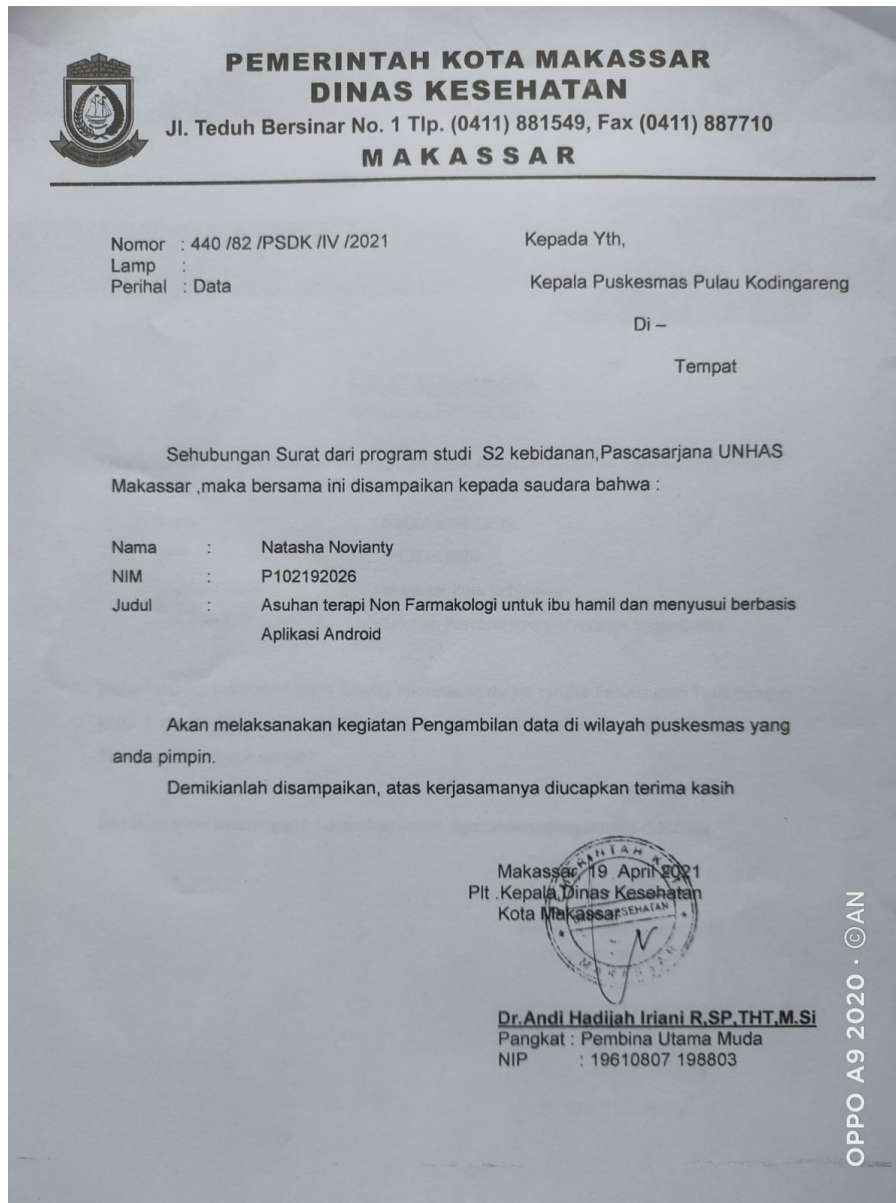 PEMERINTAH KOTA MAKASSAR
DINAS KESEHATAN
Jl. Teduh Bersinar No. 1 Tlp. (0411) 881549, Fax (0411) 887710
MAKASSAR
Nomor : 440 /82 /PSDK /IV /2021
Lamp :
Perihal : Data
Kepada Yth,
Kepala Puskesmas Pulau Kodingareng
Di –
Tempat
Sehubungan Surat dari program studi S2 kebidanan,Pascasarjana UNHAS
Makassar ,maka bersama ini disampaikan kepada saudara bahwa :
Nama : Natasha Novianty
NIM : P102192026
Judul : Asuhan terapi Non Farmakologi untuk ibu hamil dan menyusui berbasis
Aplikasi Android
Akan melaksanakan kegiatan Pengambilan data di wilayah puskesmas yang
anda pimpin.
Demikianlah disampaikan, atas kerjasamanya diucapkan terima kasih
Makassar, 19 April 2021
Plt .Kepala Dinas Kesehatan
Kota Makassar
Dr.Andi Hadijah Iriani R,SP,THT,M.Si
Pangkat : Pembina Utama Muda
NIP : 19610807 198803
OPPO A9 2020 · ©AN